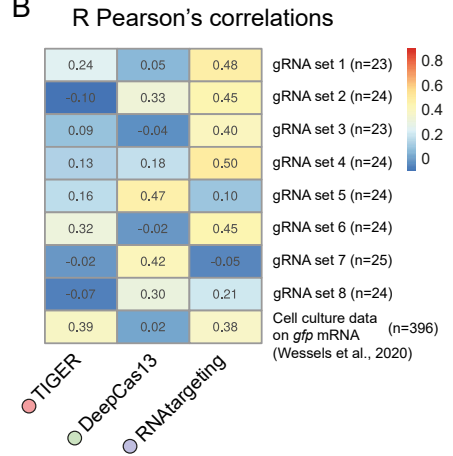 B
R Pearson's correlations
0.24 0.05 0.48 gRNA set 1 (n=23)
-0.10 0.33 0.45 gRNA set 2 (n=24)
0.09 -0.04 0.40 gRNA set 3 (n=23)
0.13 0.18 0.50 gRNA set 4 (n=24)
0.16 0.47 0.10 gRNA set 5 (n=24)
0.32 -0.02 0.45 gRNA set 6 (n=24)
-0.02 0.42 -0.05 gRNA set 7 (n=25)
-0.07 0.30 0.21 gRNA set 8 (n=24)
0.39 0.02 0.38
Cell culture data
on gfp mRNA (n=396)
(Wessels et al., 2020)
0.8
0.6
0.4
0.2
0
TIGER
DeepCas13
RNAtargeting